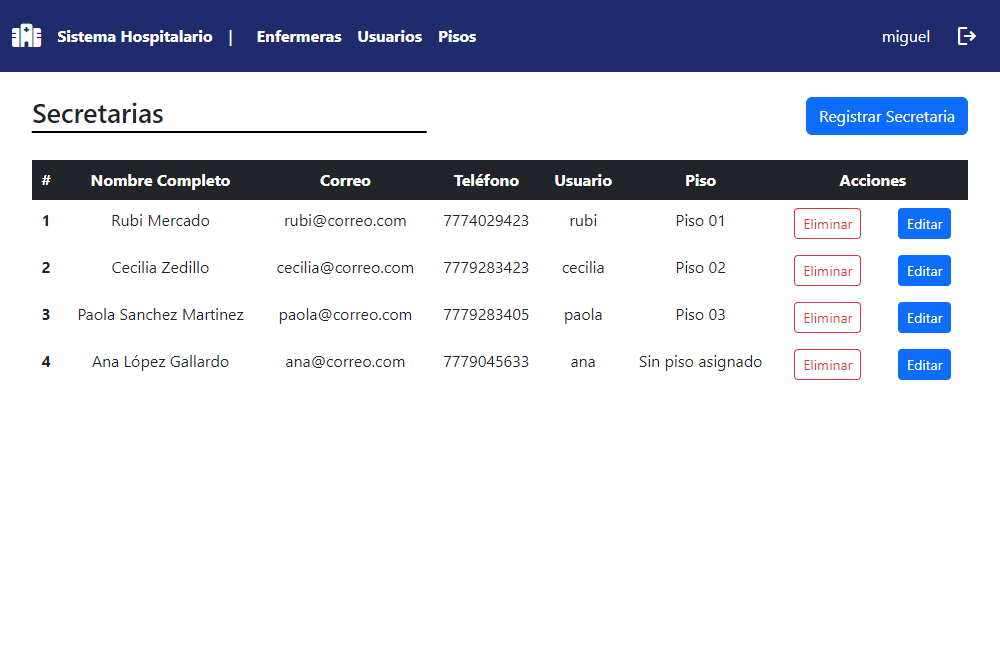 Sistema Hospitalario | Enfermeras Usuarios Pisos miguel
Secretarias Registrar Secretaria
# Nombre Completo Correo Teléfono Usuario Piso Acciones
1 Rubi Mercado rubi@correo.com 7774029423 rubi Piso 01 Eliminar Editar
2 Cecilia Zedillo cecilia@correo.com 7779283423 cecilia Piso 02 Eliminar Editar
3 Paola Sanchez Martinez paola@correo.com 7779283405 paola Piso 03 Eliminar Editar
4 Ana López Gallardo ana@correo.com 7779045633 ana Sin piso asignado Eliminar Editar